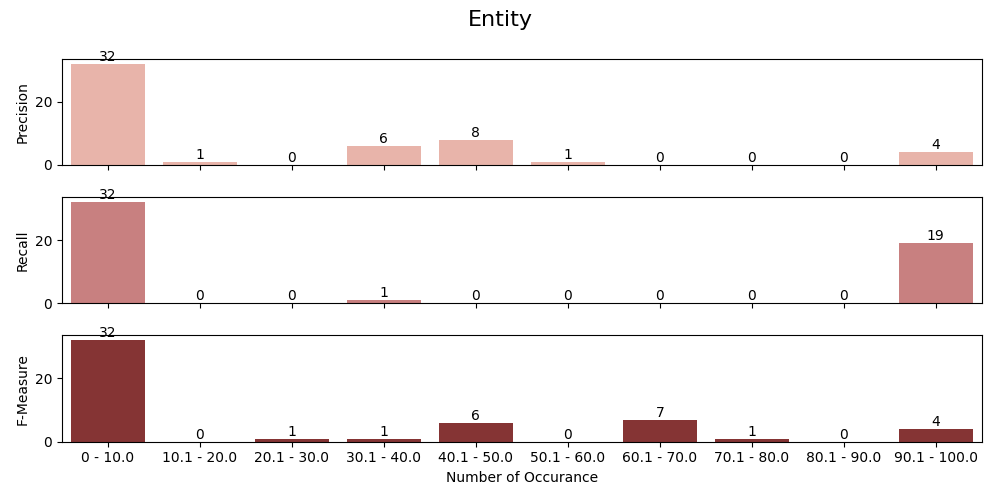 Entity
32 1 0 6 8 1 0 0 0 4
20
0
Precision
32 0 0 1 0 0 0 0 0 19
20
0
Recall
32 0 1 1 6 0 7 1 0 4
20
0
F-Measure
0 - 10.0 10.1 - 20.0 20.1 - 30.0 30.1 - 40.0 40.1 - 50.0 50.1 - 60.0 60.1 - 70.0 70.1 - 80.0 80.1 - 90.0 90.1 - 100.0
Number of Occurance